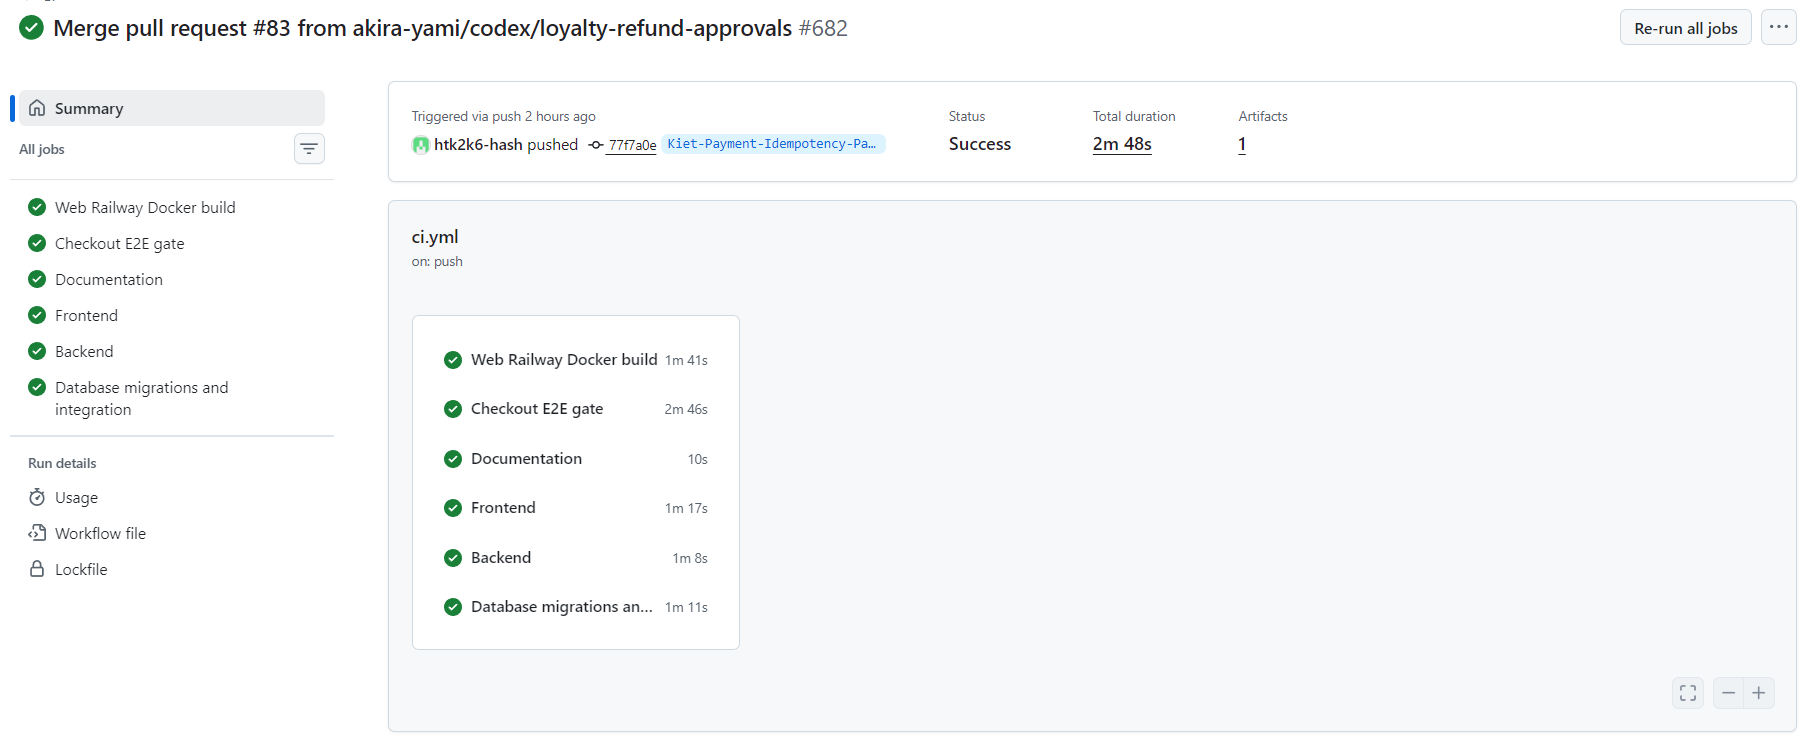 Merge pull request #83 from akira-yami/codex/loyalty-refund-approvals #682
Re-run all jobs
Summary
All jobs
Web Railway Docker build
Checkout E2E gate
Documentation
Frontend
Backend
Database migrations and
integration
Run details
Usage
Workflow file
Lockfile
Triggered via push 2 hours ago
htk2k6-hash pushed 77f7a0e Kiet-Payment-Idempotency-Pa…
Status
Success
Total duration
2m 48s
Artifacts
1
ci.yml
on: push
Web Railway Docker build 1m 41s
Checkout E2E gate 2m 46s
Documentation 10s
Frontend 1m 17s
Backend 1m 8s
Database migrations an... 1m 11s